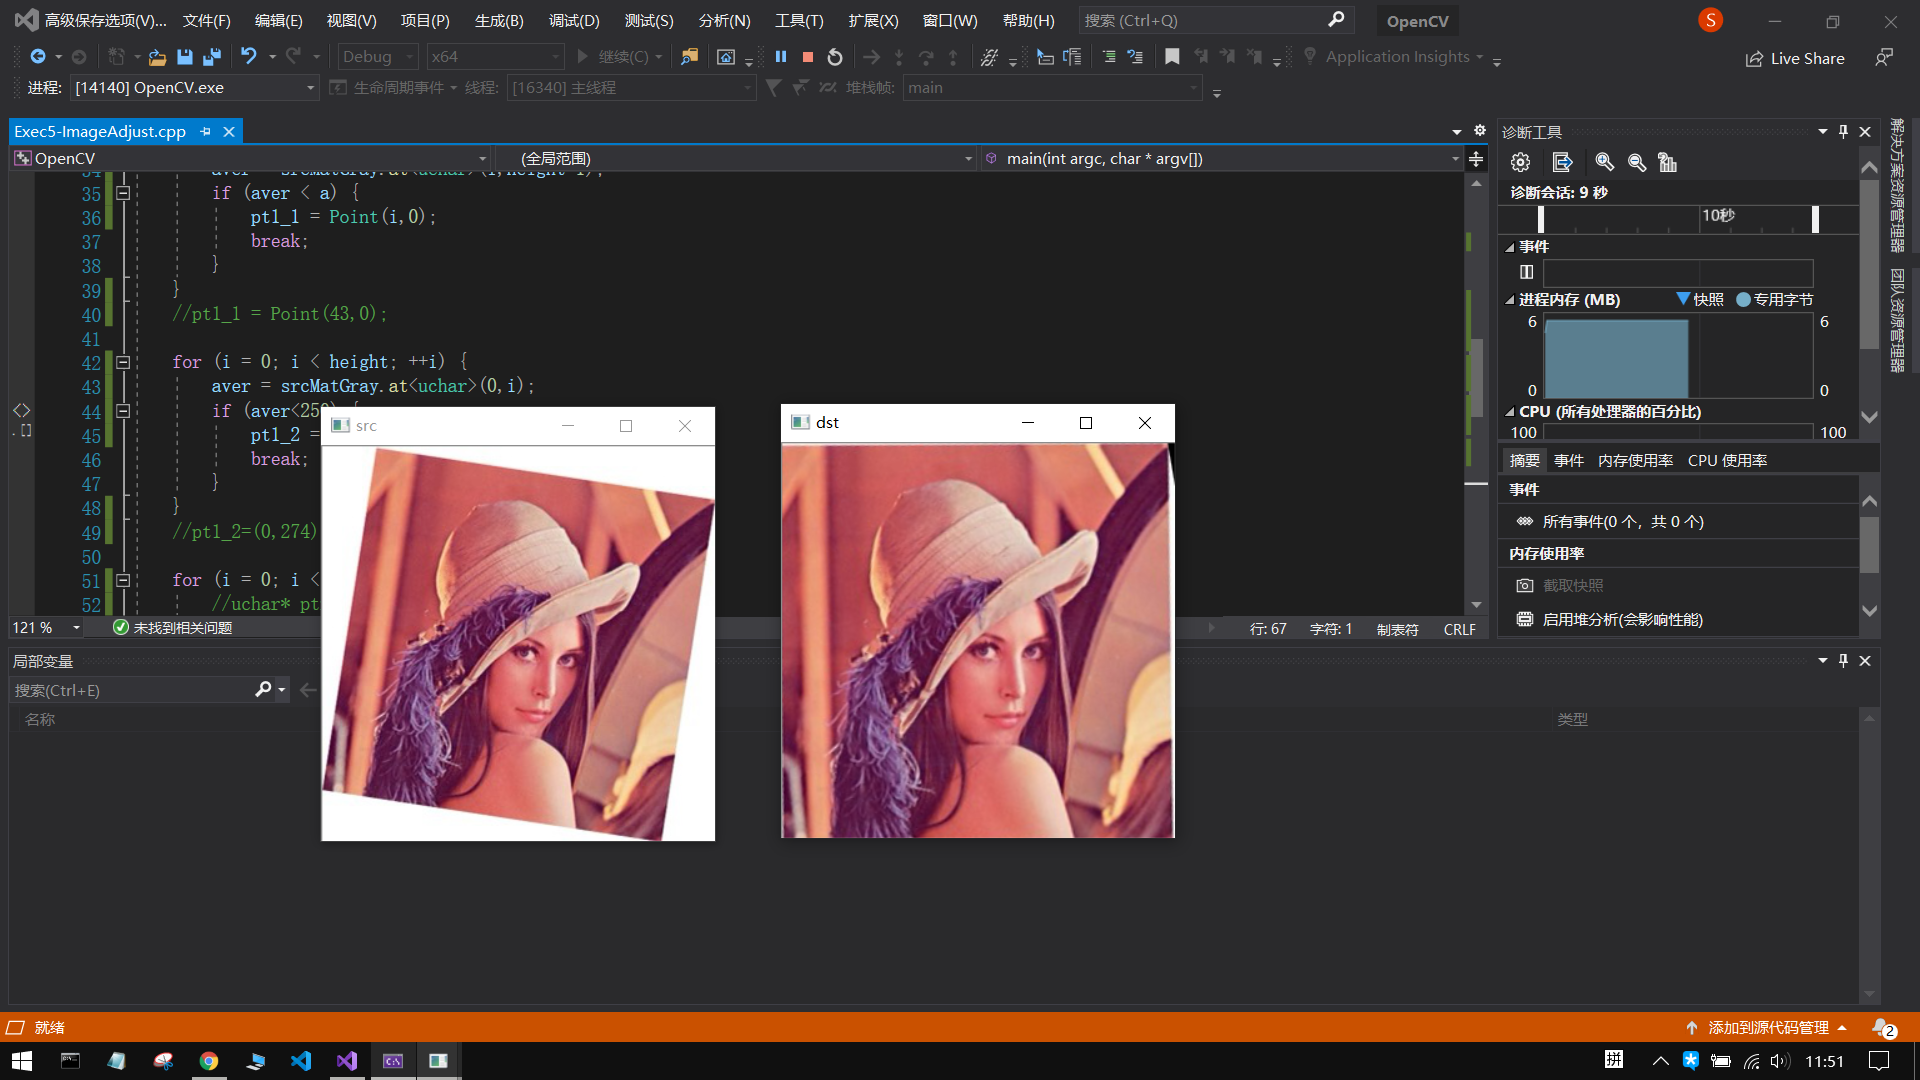 高级保存选项(V)... 文件(F) 编辑(E) 视图(V) 项目(P) 生成(B) 调试(D) 测试(S) 分析(N) 工具(T) 扩展(X) 窗口(W) 帮助(H) 搜索 (Ctrl+Q) OpenCV S
Debug x64 继续(C) Application Insights Live Share
进程: [14140] OpenCV.exe 生命周期事件 线程: [16340] 主线程 堆栈帧: main
Exec5-ImageAdjust.cpp
OpenCV (全局范围) main(int argc, char * argv[])
34 aver = srcMatGray.at<uchar>(i,height-1);
35 if (aver < a) {
36 pt1_1 = Point(i,0);
37 break;
38 }
39 }
40 //pt1_1 = Point(43,0);
41
42 for (i = 0; i < height; ++i) {
43 aver = srcMatGray.at<uchar>(0,i);
44 if (aver<250) {
45 pt1_2 =
46 break;
47 }
48 }
49 //pt1_2=(0,274)
50
51 for (i = 0; i <
52 //uchar* pt
121 % 未找到相关问题 行: 67 字符: 1 制表符 CRLF
src
dst
诊断工具
诊断会话: 9 秒
10秒
事件
进程内存 (MB) 快照 专用字节
6 6
0 0
CPU (所有处理器的百分比)
100 100
摘要 事件 内存使用率 CPU 使用率
事件
所有事件(0 个，共 0 个)
内存使用率
截取快照
启用堆分析(会影响性能)
解决方案资源管理器
团队资源管理器
局部变量
搜索(Ctrl+E)
名称 类型
就绪 添加到源代码管理 2
拼 11:51